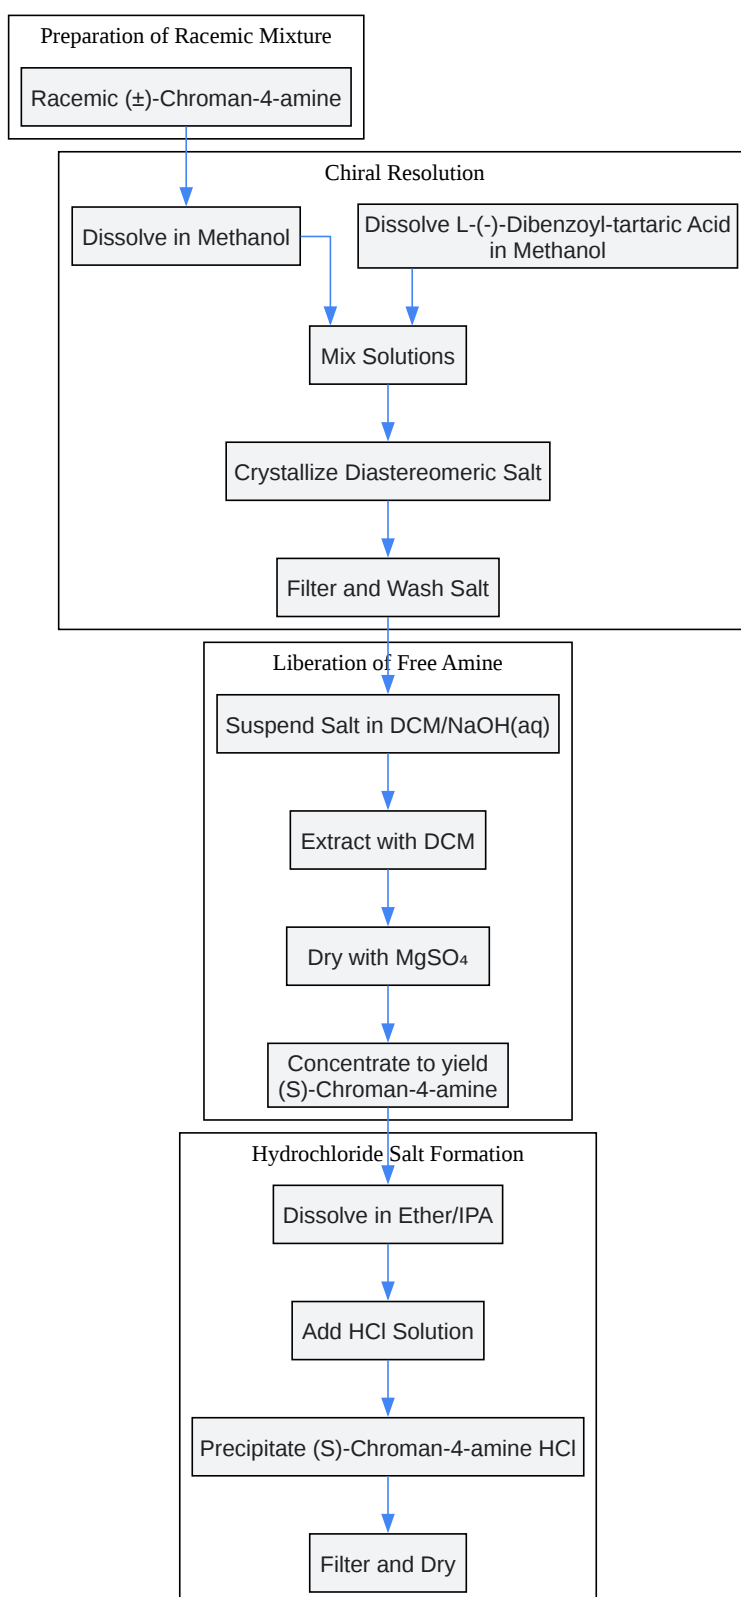 Preparation of Racemic Mixture
Racemic (±)-Chroman-4-amine
Chiral Resolution
Dissolve in Methanol
Dissolve L-(-)-Dibenzoyl-tartaric Acid
in Methanol
Mix Solutions
Crystallize Diastereomeric Salt
Filter and Wash Salt
Liberation of Free Amine
Suspend Salt in DCM/NaOH(aq)
Extract with DCM
Dry with MgSO₄
Concentrate to yield
(S)-Chroman-4-amine
Hydrochloride Salt Formation
Dissolve in Ether/IPA
Add HCl Solution
Precipitate (S)-Chroman-4-amine HCl
Filter and Dry